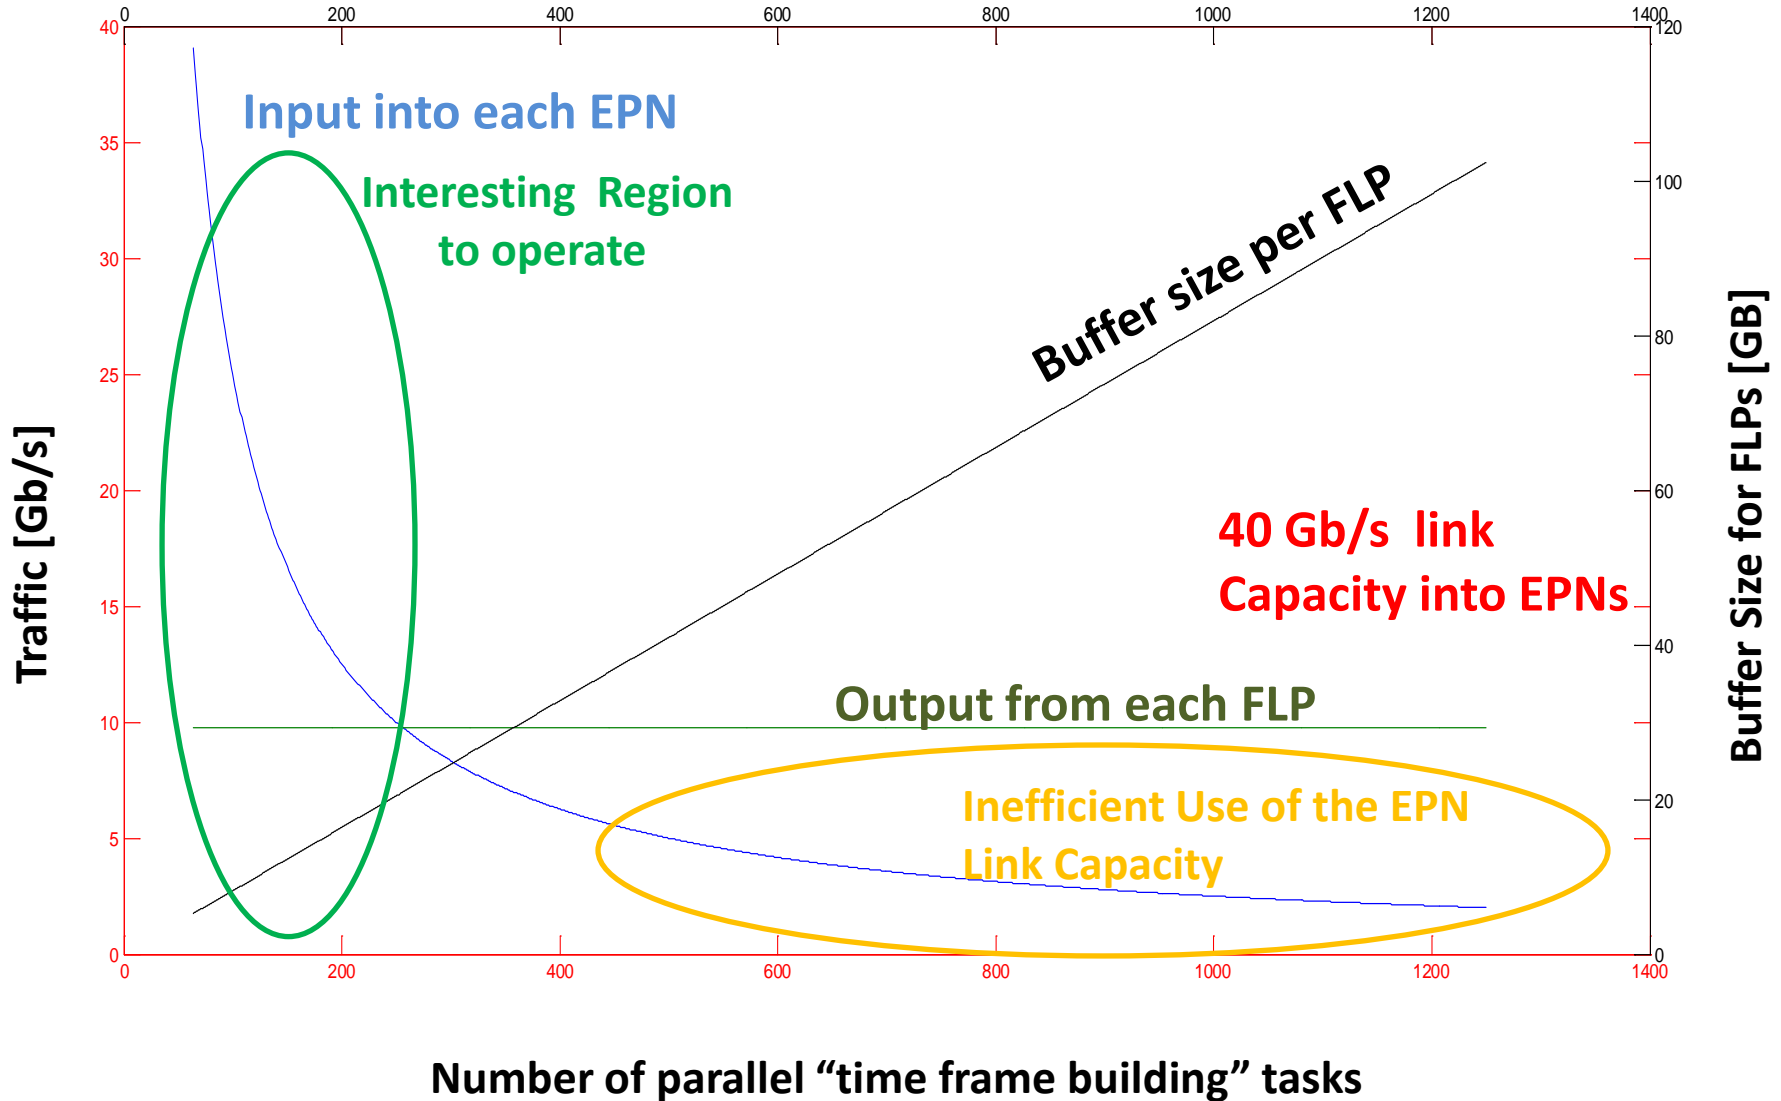 0 200 400 600 800 1000 1200 1400
40 120
Input into each EPN
35
Interesting Region
100
to operate
30
Buffer size per FLP
80
25
20 60
40 Gb/s link
Capacity into EPNs
15
40
Output from each FLP
10
Inefficient Use of the EPN
20
5
Link Capacity
0 0
0 200 400 600 800 1000 1200 1400
Traffic [Gb/s]
Buffer Size for FLPs [GB]
Number of parallel “time frame building” tasks